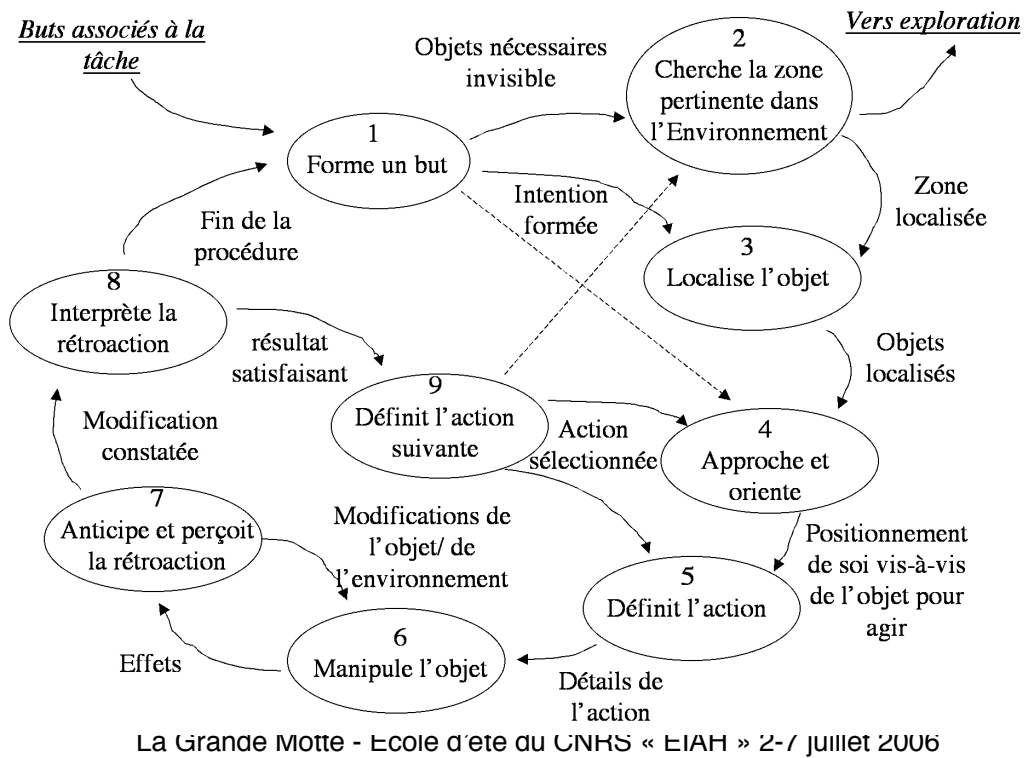 Buts associés à la
tâche
Vers exploration
Objets nécessaires
invisible
2
Cherche la zone
pertinente dans
l'Environnement
1
Forme un but
Intention
formée
Zone
localisée
Fin de la
procédure
3
Localise l'objet
8
Interprète la
rétroaction
résultat
satisfaisant
Objets
localisés
9
Définit l'action
suivante
Action
sélectionnée
4
Approche et
oriente
Modification
constatée
7
Anticipe et perçoit
la rétroaction
Modifications de
l'objet/ de
l'environnement
Positionnement
de soi vis-à-vis
de l'objet pour
agir
5
Définit l'action
6
Manipule l'objet
Effets
Détails de
l'action
La Grande Motte - Ecole d'été du CNRS « EIAH » 2-7 juillet 2006